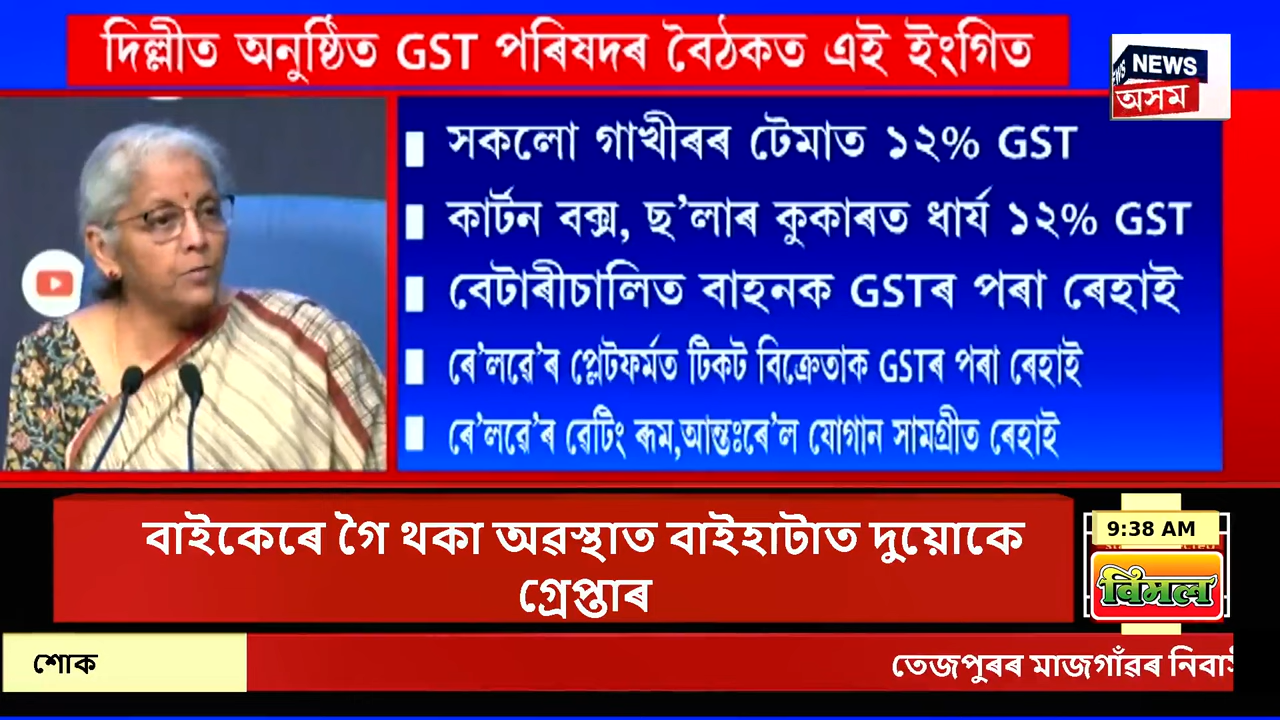 দিল্লীত অনুষ্ঠিত GST পৰিষদৰ বৈঠকত এই ইংগিত
NEWS
অসম
সকলো গাখীৰৰ টেমাত ১২% GST
কাৰ্টন বক্স, ছ'লাৰ কুকাৰত ধাৰ্য ১২% GST
বেটাৰীচালিত বাহনক GSTৰ পৰা ৰেহাই
ৰে'লৱে'ৰ প্লেটফৰ্মত টিকট বিক্ৰেতাক GSTৰ পৰা ৰেহাই
ৰে'লৱে'ৰ ৱেটিং ৰূম,আন্তঃৰে'ল যোগান সামগ্ৰীত ৰেহাই
বাইকেৰে গৈ থকা অৱস্থাত বাইহাটাত দুয়োকে
গ্ৰেপ্তাৰ
9:38 AM
বিমল
শোক
তেজপুৰৰ মাজগাঁৱৰ